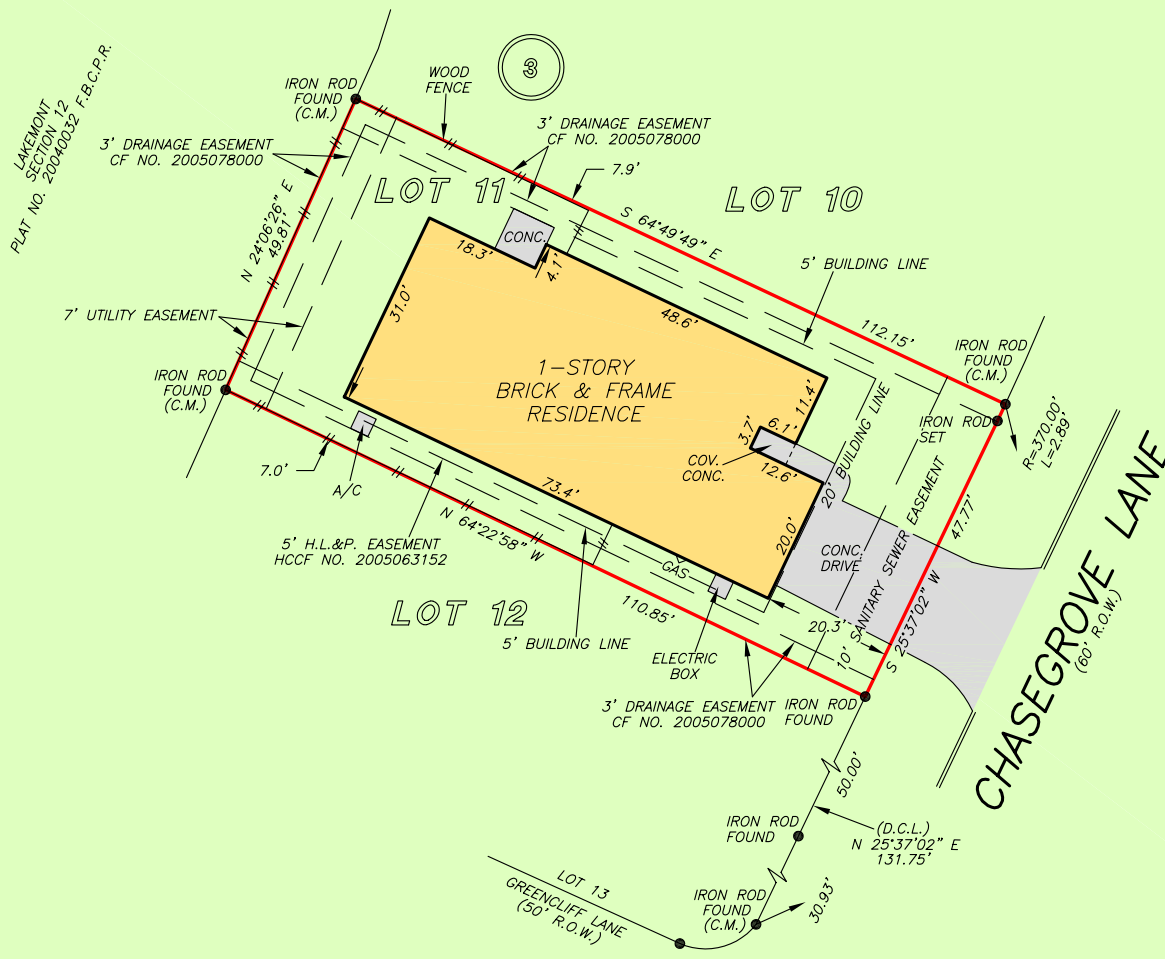 LAKEMONT
SECTION 12
PLAT NO. 20040032 F.B.C.P.R.
IRON ROD
FOUND
(C.M.)
WOOD
FENCE
3
3' DRAINAGE EASEMENT
CF NO. 2005078000
3' DRAINAGE EASEMENT
CF NO. 2005078000
7.9'
LOT 11
LOT 10
S 64°49'49" E
112.15'
N 24°06'26" E
49.81'
CONC.
18.3'
4.1'
5' BUILDING LINE
31.0'
48.6'
7' UTILITY EASEMENT
1-STORY
BRICK & FRAME
RESIDENCE
IRON ROD
FOUND
(C.M.)
IRON ROD
FOUND
(C.M.)
11.4'
6.1'
3.7'
12.6'
COV.
CONC.
20' BUILDING LINE
IRON ROD
SET
R=370.00'
L=2.89'
7.0'
A/C
73.4'
20.0'
CONC.
DRIVE
10' SANITARY SEWER EASEMENT
47.77'
S 25°37'02" W
CHASEGROVE LANE
(60' R.O.W.)
5' H.L.&P. EASEMENT
HCCF NO. 2005063152
N 64°22'58" W
110.85'
GAS
LOT 12
5' BUILDING LINE
ELECTRIC
BOX
20.3'
3' DRAINAGE EASEMENT
CF NO. 2005078000
IRON ROD
FOUND
50.00'
IRON ROD
FOUND
(D.C.L.)
N 25°37'02" E
131.75'
LOT 13
GREENCLIFF LANE
(50' R.O.W.)
IRON ROD
FOUND
(C.M.)
30.93'